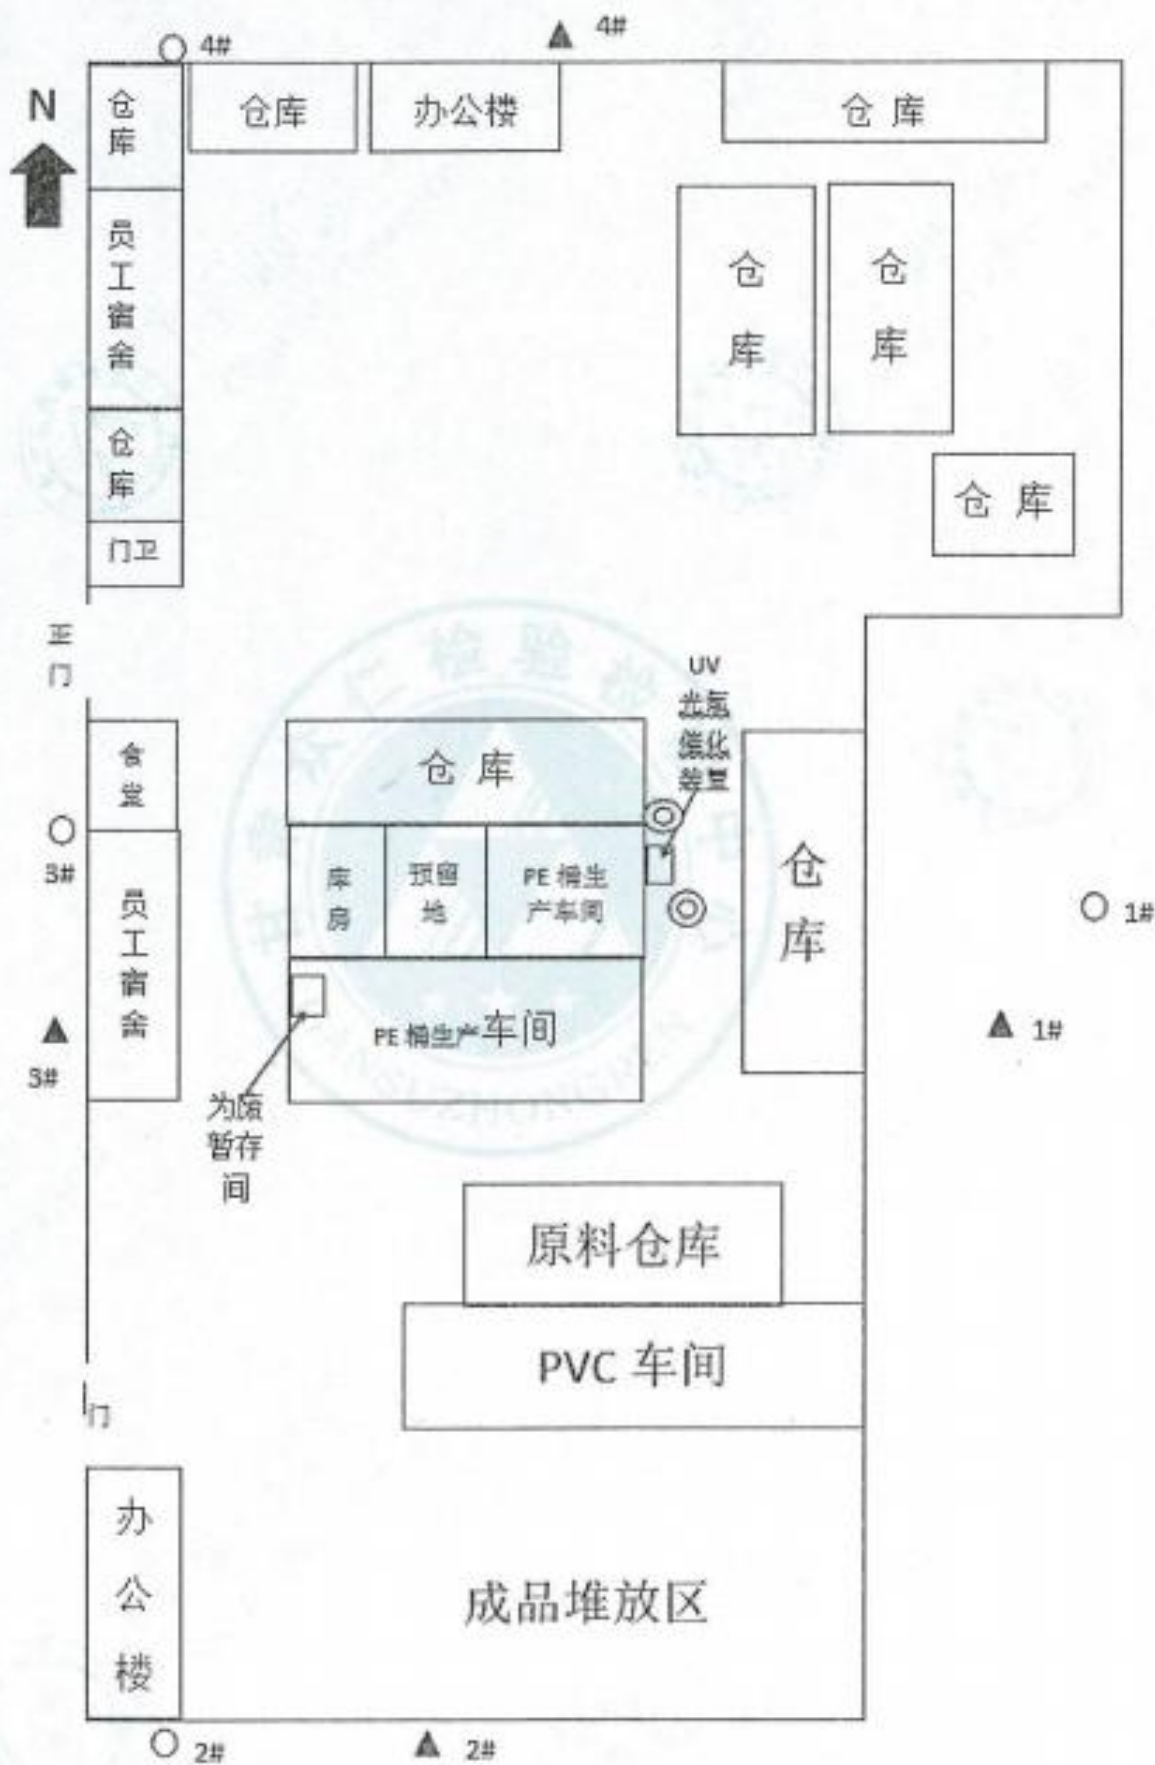 4#
4#
N
仓库
仓库
办公楼
仓 库
员工宿舍
仓库
仓库
仓库
仓 库
门卫
正门
UV
光氧
催化
装置
食堂
仓 库
3#
库房
预留
地
PE 桶生
产车间
仓库
1#
员工宿舍
PE 桶生产车间
1#
3#
为废
暂存
间
原料仓库
PVC 车间
门
办公楼
成品堆放区
2#
2#